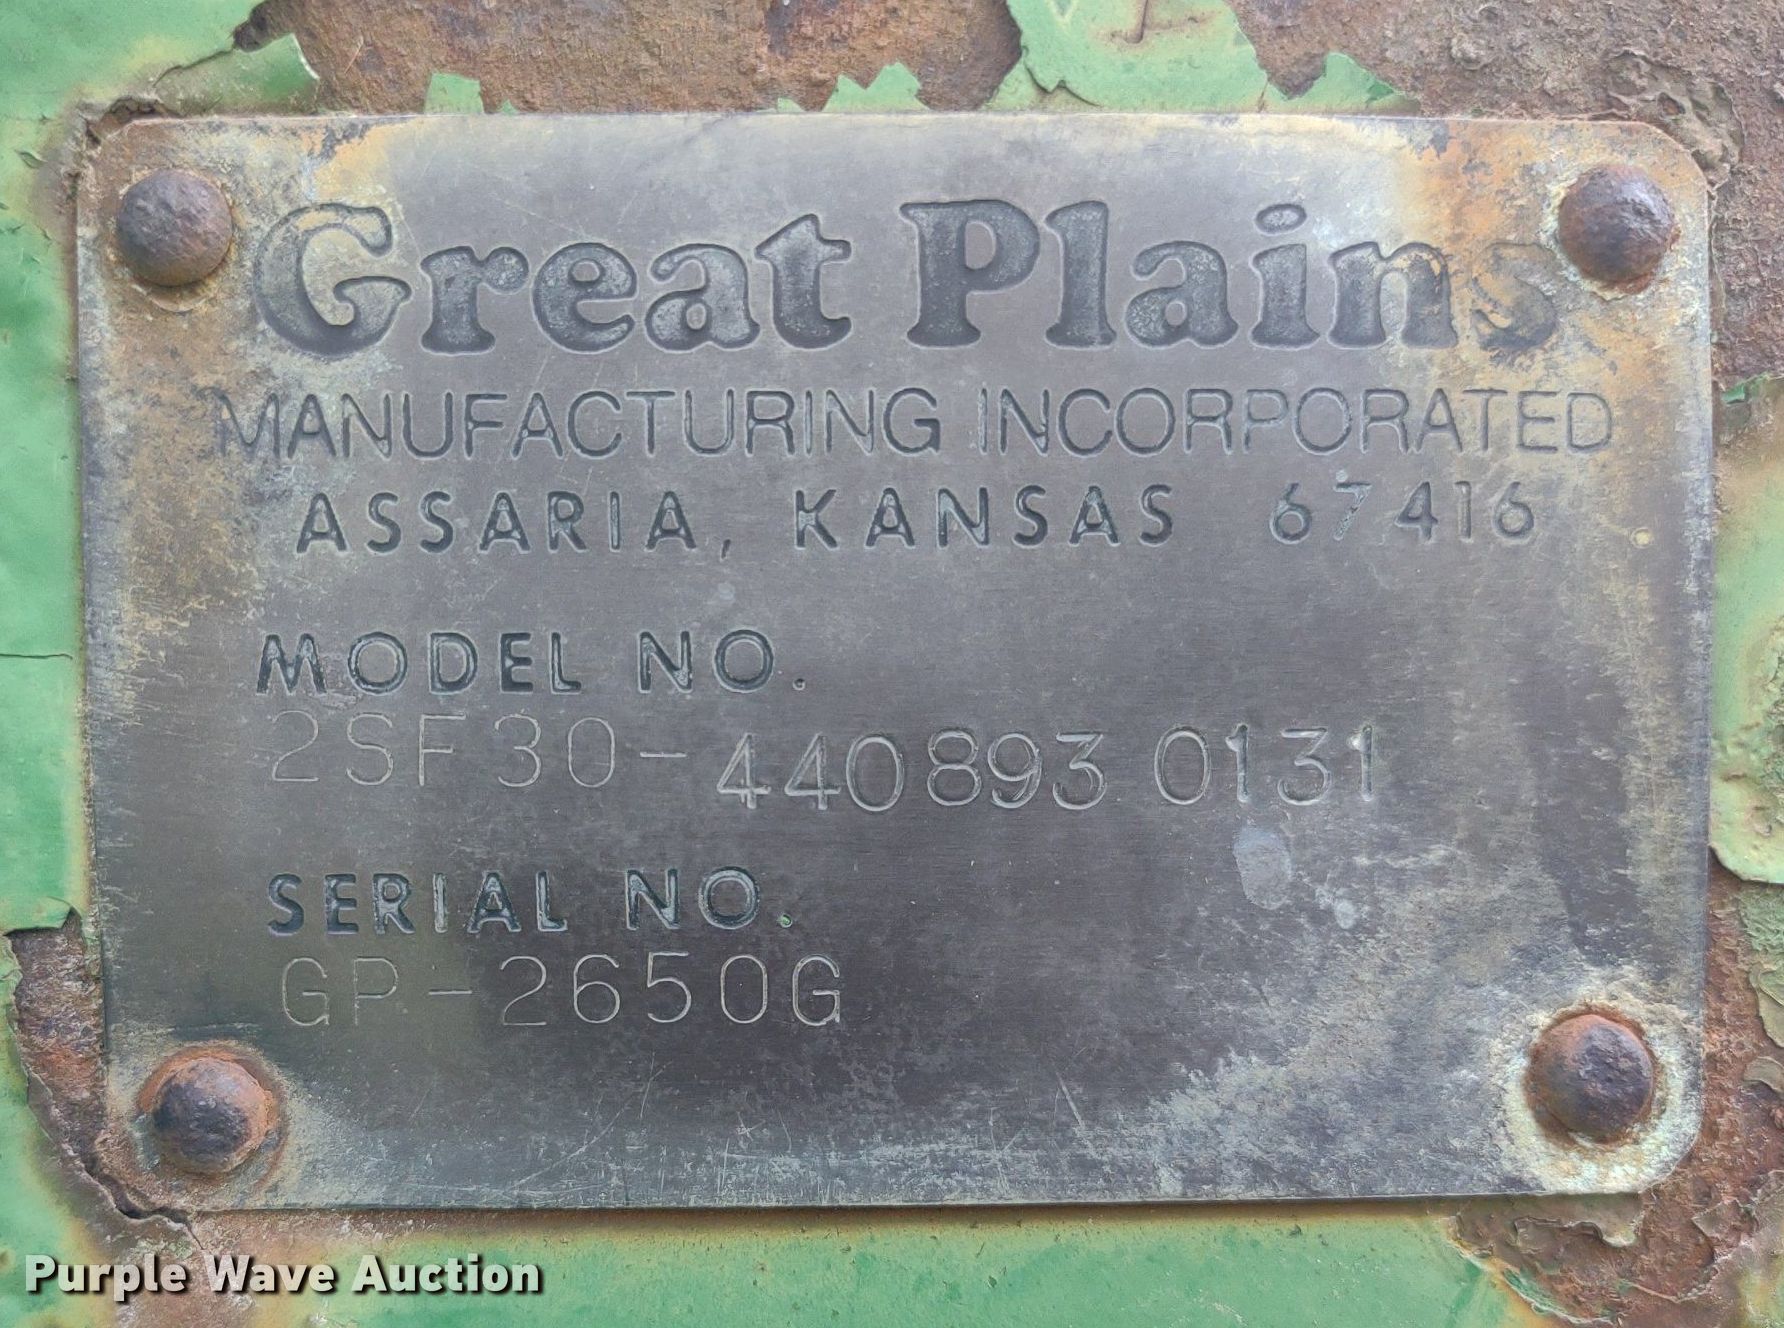 Great Plains
MANUFACTURING INCORPORATED
ASSARIA, KANSAS 67416
MODEL NO.
2SF30-440893 0131
SERIAL NO.
GP-2650G
Purple Wave Auction